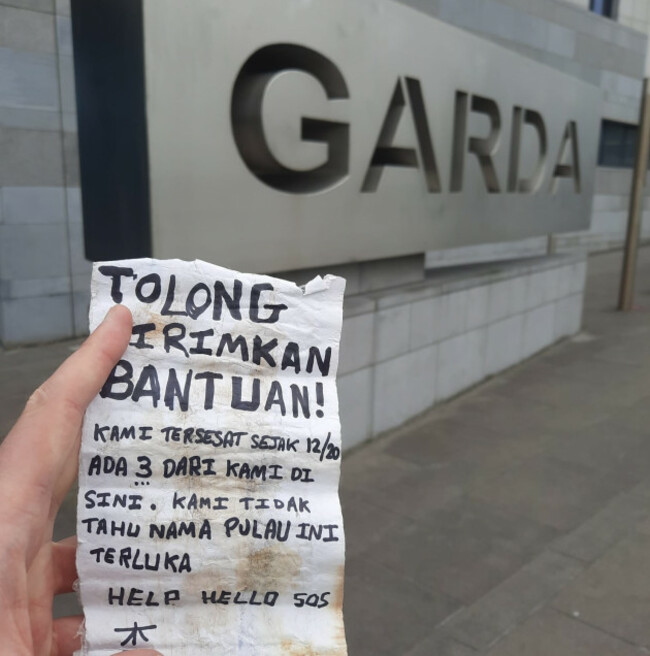 GARDA
TOLONG
IRIMKAN
BANTUAN!
KAMI TERSESAT SEJAK 12/20
ADA 3 DARI KAMI DI
SINI. KAMI TIDAK
TAHU NAMA PULAU INI
TERLUKA
HELP HELLO SOS